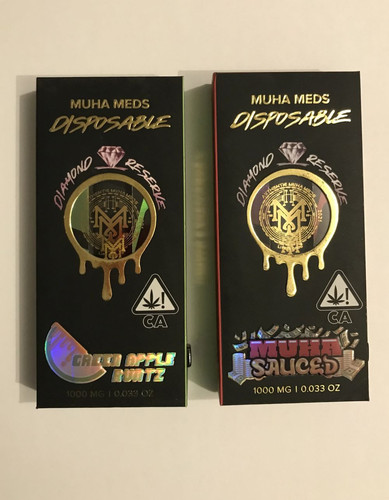 MUHA MEDS
DISPOSABLE
DIAMOND RESERVE
M
CA
GREEN APPLE
RUNTZ
1000 MG | 0.033 OZ
MUHA MEDS
DISPOSABLE
DIAMOND RESERVE
M
CA
MUHA
SAUCED
1000 MG | 0.033 OZ